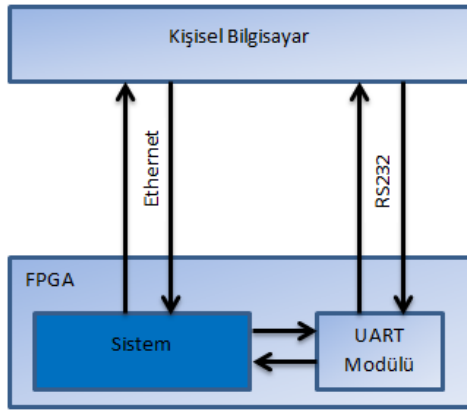 Kişisel Bilgisayar
Ethernet
RS232
FPGA
Sistem
UART
Modülü